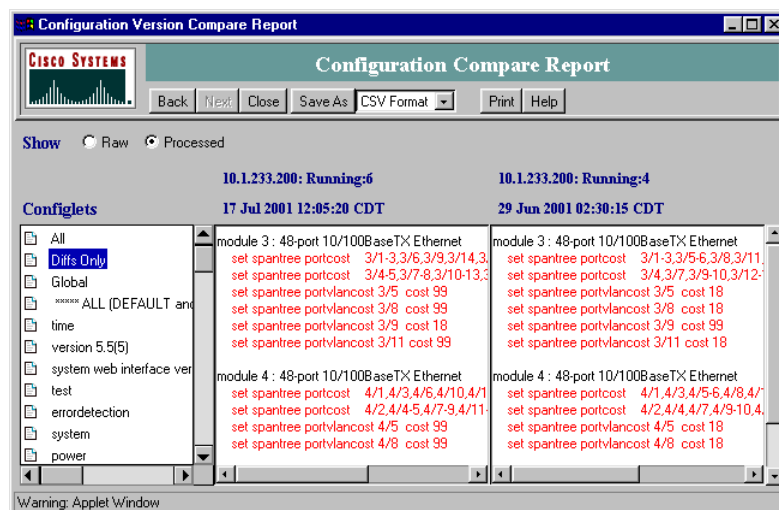 Configuration Version Compare Report
CISCO SYSTEMS
Configuration Compare Report
Back Next Close Save As CSV Format Print Help
Show Raw Processed
10.1.233.200: Running:6 10.1.233.200: Running:4
Configlets 17 Jul 2001 12:05:20 CDT 29 Jun 2001 02:30:15 CDT
All
Diffs Only
Global
***** ALL (DEFAULT and
time
version 5.5(5)
system web interface ver
test
errordetection
system
power
module 3 : 48-port 10/100BaseTX Ethernet
set spantree portcost 3/1-3,3/6,3/9,3/14,3/
set spantree portcost 3/4-5,3/7-8,3/10-13,3
set spantree portvlancost 3/5 cost 99
set spantree portvlancost 3/8 cost 99
set spantree portvlancost 3/9 cost 18
set spantree portvlancost 3/11 cost 99
module 4 : 48-port 10/100BaseTX Ethernet
set spantree portcost 4/1,4/3,4/6,4/10,4/1
set spantree portcost 4/2,4/4-5,4/7-9,4/11-
set spantree portvlancost 4/5 cost 99
set spantree portvlancost 4/8 cost 99
module 3 : 48-port 10/100BaseTX Ethernet
set spantree portcost 3/1-3,3/5-6,3/8,3/11,
set spantree portcost 3/4,3/7,3/9-10,3/12-
set spantree portvlancost 3/5 cost 18
set spantree portvlancost 3/8 cost 18
set spantree portvlancost 3/9 cost 99
set spantree portvlancost 3/11 cost 18
module 4 : 48-port 10/100BaseTX Ethernet
set spantree portcost 4/1,4/3,4/5-6,4/8,4/
set spantree portcost 4/2,4/4,4/7,4/9-10,4
set spantree portvlancost 4/5 cost 18
set spantree portvlancost 4/8 cost 18
Warning: Applet Window